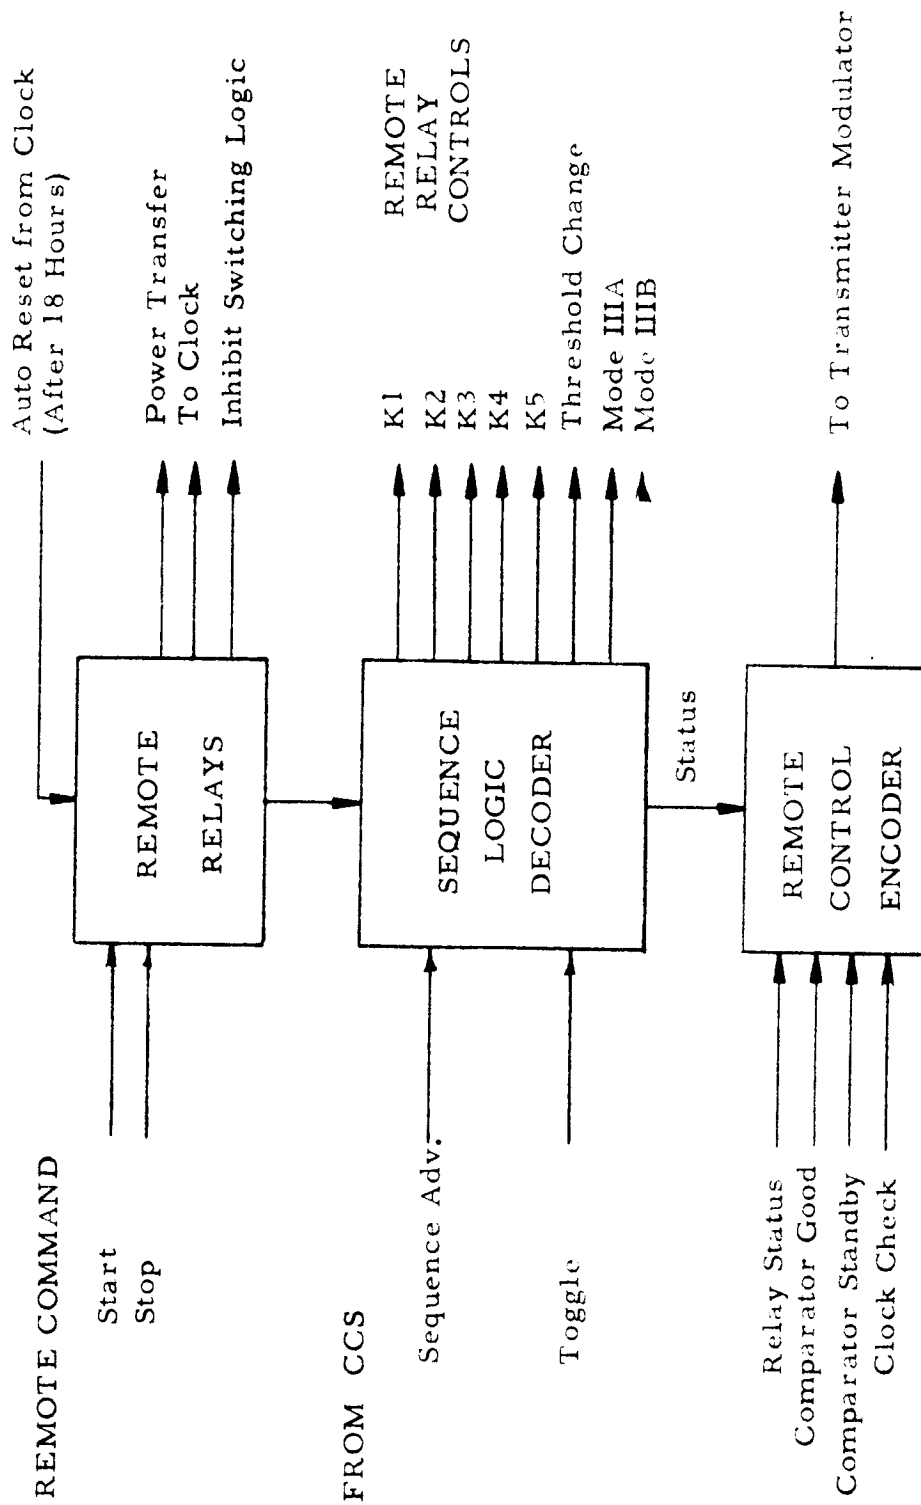 REMOTE COMMAND
Start
Stop
Auto Reset from Clock
(After 18 Hours)
REMOTE
RELAYS
Power Transfer
To Clock
Inhibit Switching Logic
FROM CCS
Sequence Adv.
Toggle
SEQUENCE
LOGIC
DECODER
K1
K2
K3
K4
K5
Threshold Change
Mode IIIA
Mode IIIB
REMOTE
RELAY
CONTROLS
Status
Relay Status
Comparator Good
Comparator Standby
Clock Check
REMOTE
CONTROL
ENCODER
To Transmitter Modulator